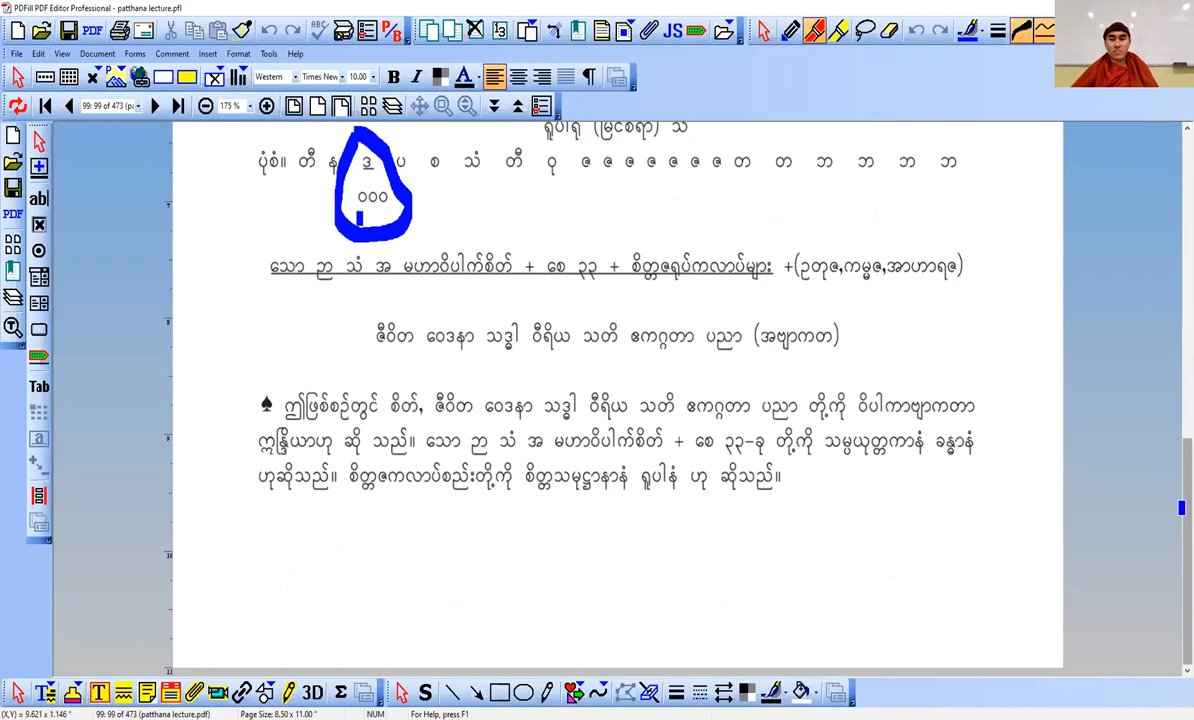 PDFill PDF Editor Professional - patthana lecture.pfl
File Edit View Document Forms Comment Insert Format Tools Help
Western Times New 10.00
99: 99 of 473 (pa 175 %
ရူပါရုံ (မြင်စရာ) သ
ပုံစံ။ တီ န ဒ ပ စ သံ တီ ဝု ဇ ဇ ဇ ဇ ဇ ဇ ဇ တ တ ဘ ဘ ဘ ဘ
ဝဝဝ
သော ဉာ သံ အ မဟာဝိပါက်စိတ် + စေ ၃၃ + စိတ္တဇရုပ်ကလာပ်များ +(ဥတုဇ,ကမ္မဇ,အာဟာရဇ)
ဇီဝိတ ဝေဒနာ သဒ္ဓါ ဝီရိယ သတိ ဧကဂ္ဂတာ ပညာ (အဗျာကတ)
♠ ဤဖြစ်စဉ်တွင် စိတ်, ဇီဝိတ ဝေဒနာ သဒ္ဓါ ဝီရိယ သတိ ဧကဂ္ဂတာ ပညာ တို့ကို ဝိပါကာဗျာကတာ
ဣန္ဒြိယာဟု ဆို သည်။ သော ဉာ သံ အ မဟာဝိပါက်စိတ် + စေ ၃၃-ခု တို့ကို သမ္ပယုတ္တကာနံ ခန္ဓာနံ
ဟုဆိုသည်။ စိတ္တဇကလာပ်စည်းတို့ကို စိတ္တသမုဋ္ဌာနာနံ ရူပါနံ ဟု ဆိုသည်။
(X,Y) = 9.621 x 1.146 " 99: 99 of 473 (patthana lecture.pdf) Page Size: 8.50 x 11.00 " NUM For Help, press F1